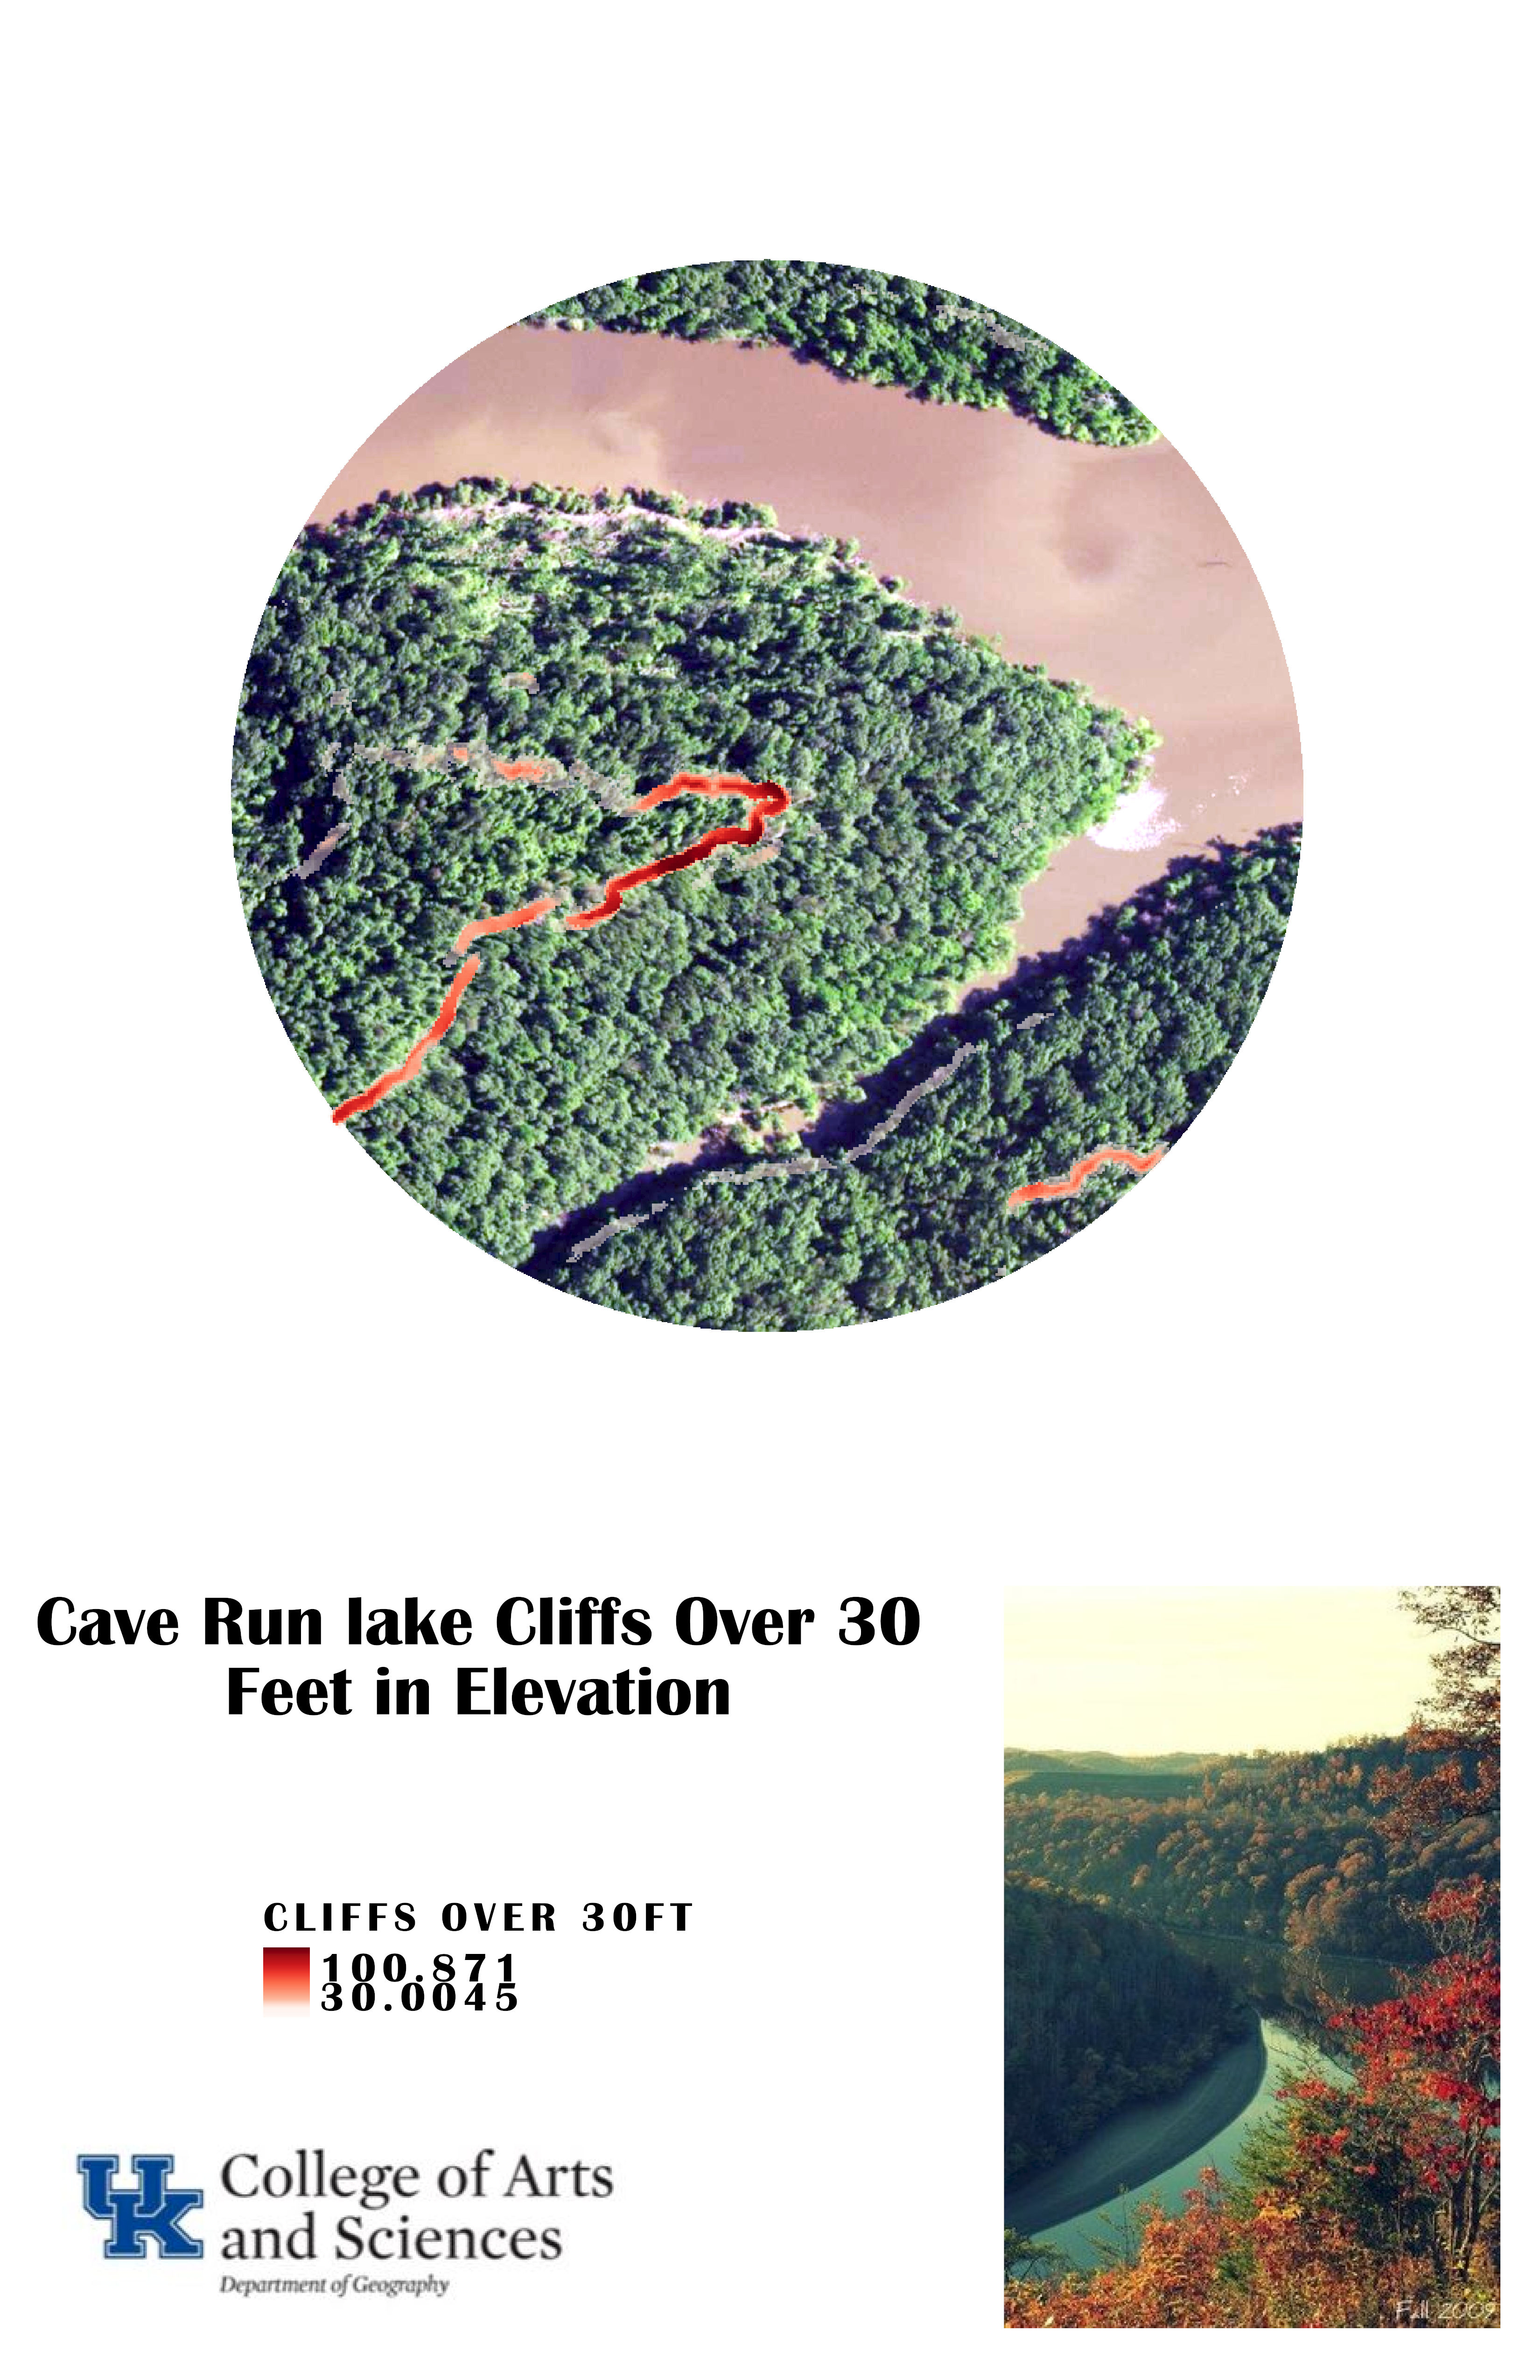 Cave Run lake Cliffs Over 30
Feet in Elevation
CLIFFS OVER 30FT
100.871
30.0045
UK
College of Arts
and Sciences
Department of Geography
Fall 2009